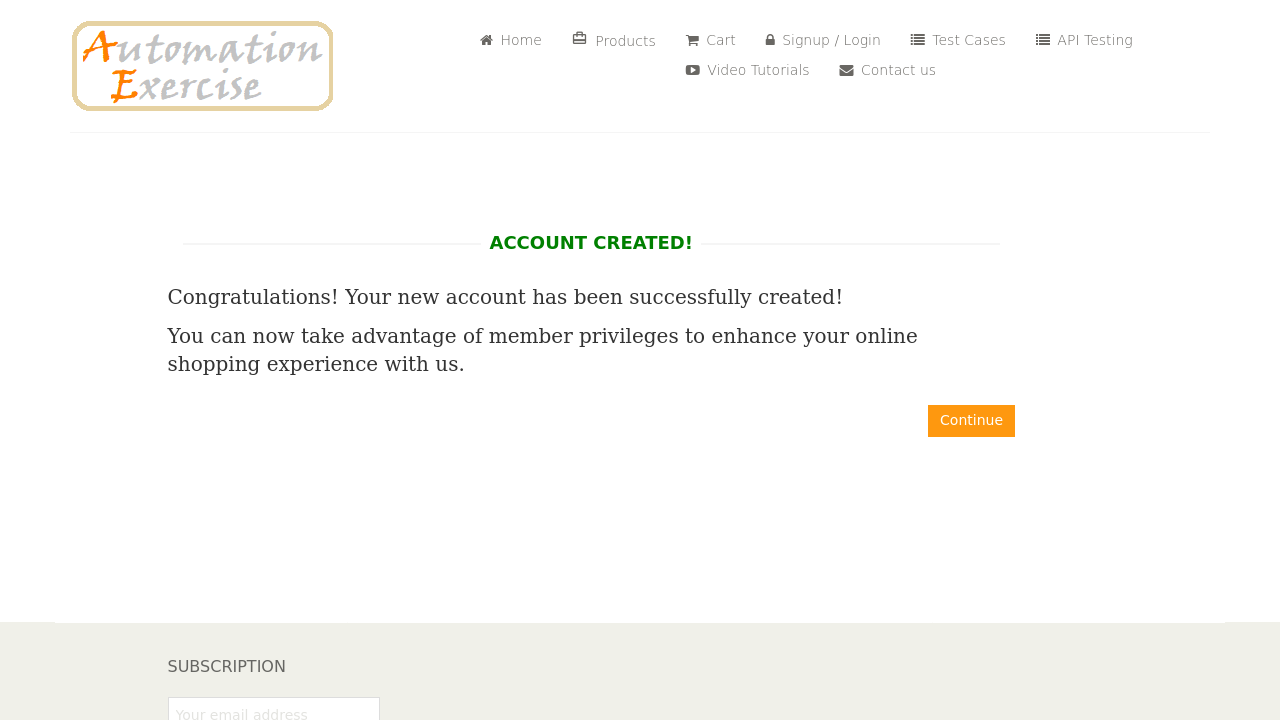 Automation
Exercise
Home
Products
Cart
Signup / Login
Test Cases
API Testing
Video Tutorials
Contact us
ACCOUNT CREATED!
Congratulations! Your new account has been successfully created!
You can now take advantage of member privileges to enhance your online
shopping experience with us.
Continue
SUBSCRIPTION
Your email address